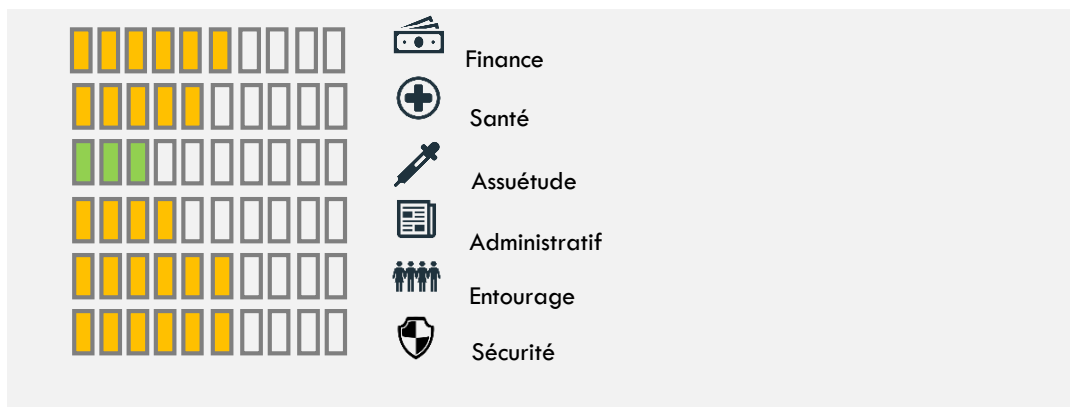 Finance
Santé
Assuétude
Administratif
Entourage
Sécurité